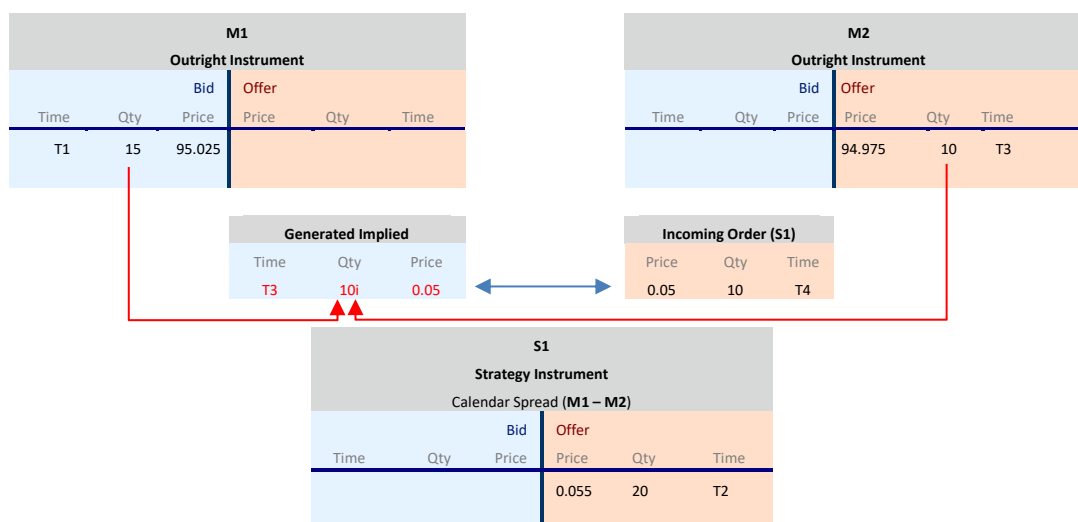 M1
Outright Instrument
Bid Offer
Time Qty Price Price Qty Time
T1 15 95.025
M2
Outright Instrument
Bid Offer
Time Qty Price Price Qty Time
94.975 10 T3
Generated Implied
Time Qty Price
T3 10i 0.05
Incoming Order (S1)
Price Qty Time
0.05 10 T4
S1
Strategy Instrument
Calendar Spread (M1 – M2)
Bid Offer
Time Qty Price Price Qty Time
0.055 20 T2